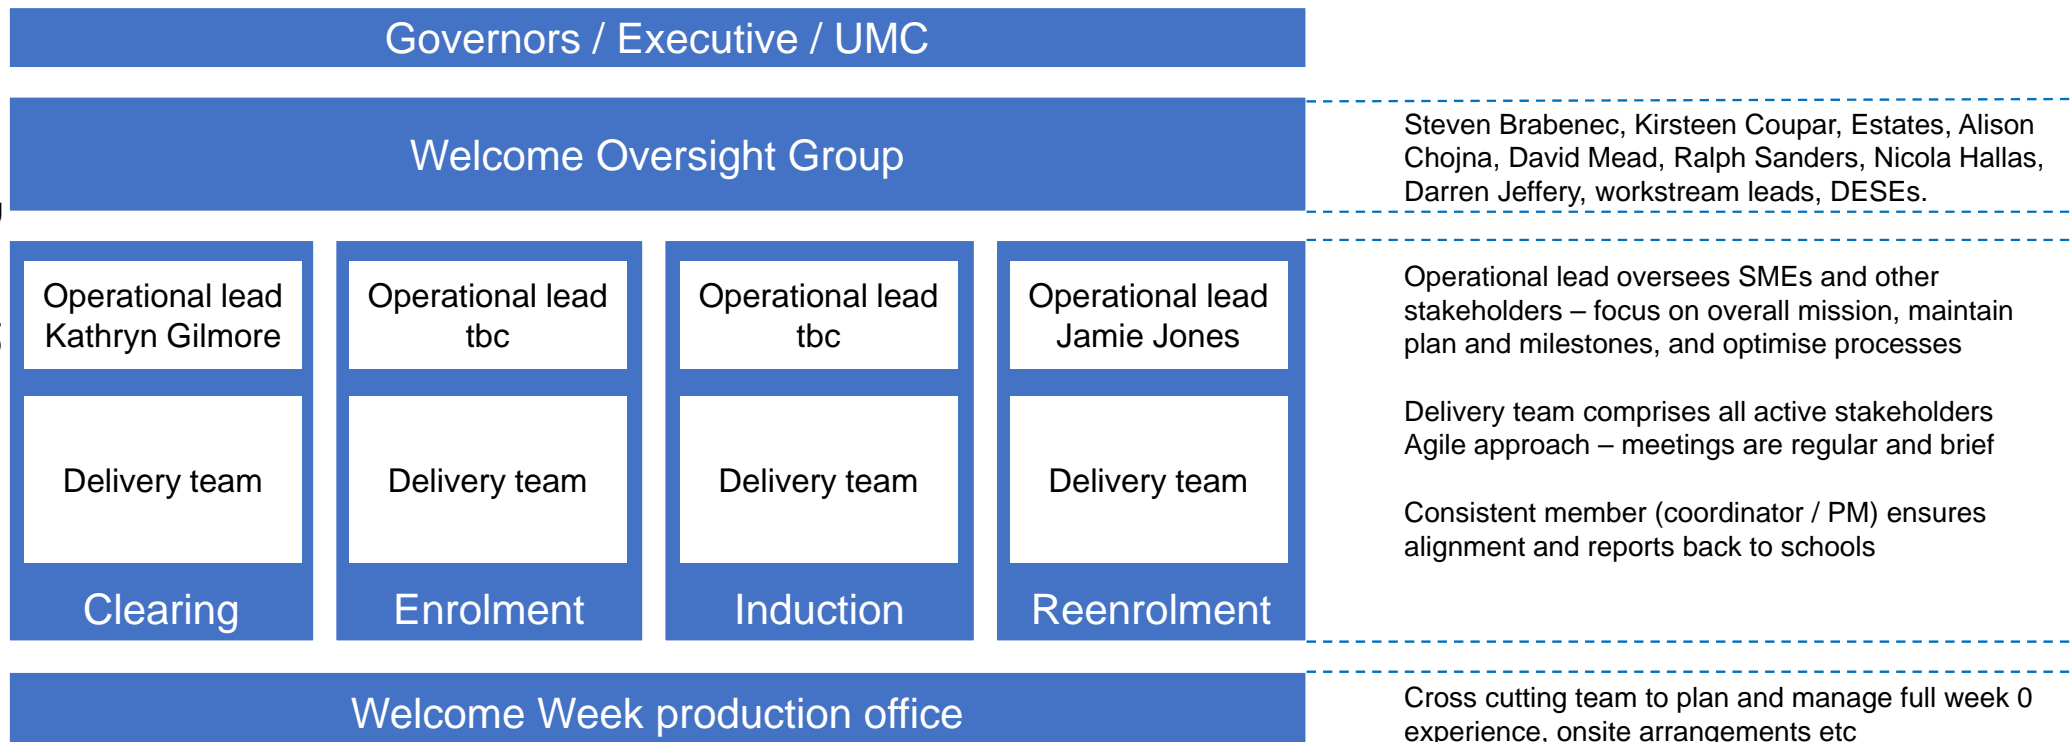 Governors / Executive / UMC
Welcome Oversight Group
Steven Brabenec, Kirsteen Coupar, Estates, Alison
Chojna, David Mead, Ralph Sanders, Nicola Hallas,
Darren Jeffery, workstream leads, DESEs.
Operational lead
Kathryn Gilmore
Delivery team
Clearing
Operational lead
tbc
Delivery team
Enrolment
Operational lead
tbc
Delivery team
Induction
Operational lead
Jamie Jones
Delivery team
Reenrolment
Operational lead oversees SMEs and other
stakeholders – focus on overall mission, maintain
plan and milestones, and optimise processes
Delivery team comprises all active stakeholders
Agile approach – meetings are regular and brief
Consistent member (coordinator / PM) ensures
alignment and reports back to schools
Welcome Week production office
Cross cutting team to plan and manage full week 0
experience, onsite arrangements etc